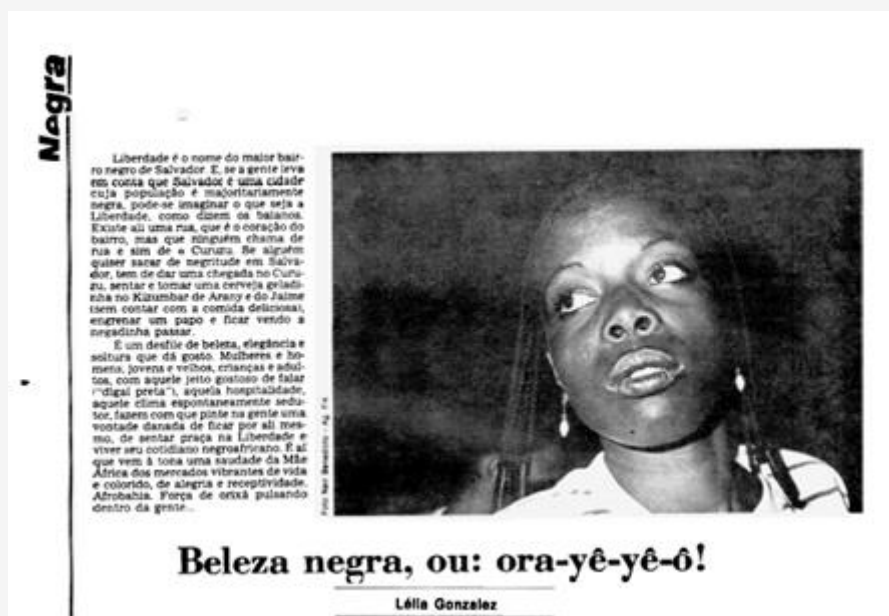 Negra
Liberdade é o nome do maior bair-
ro negro de Salvador. E, se a gente leva
em conta que Salvador é uma cidade
cuja população é majoritariamente
negra, pode-se imaginar o que seja a
Liberdade, como dizem os baianos.
Existe ali uma rua, que é o coração do
bairro, mas que ninguém chama de
rua e sim de o Curuzu. Se alguém
quiser sacar de negritude em Salva-
dor, tem de dar uma chegada no Curu-
zu, sentar e tomar uma cerveja geladi-
nha no Kizumbar de Arany e do Jaime
(sem contar com a comida deliciosa),
engrenar um papo e ficar vendo a
negadinha passar.
É um desfile de beleza, elegância e
soltura que dá gosto. Mulheres e ho-
mens, jovens e velhos, crianças e adul-
tos, com aquele jeito gostoso de falar
("digaí preta"), aquela hospitalidade,
aquele clima espontaneamente sedu-
tor, fazem com que pinte na gente uma
vontade danada de ficar por ali mes-
mo, de sentar praça na Liberdade e
viver seu cotidiano negroafricano. É aí
que vem à tona uma saudade da Mãe
África dos mercados vibrantes de vida
e colorido, de alegria e receptividade.
Afrobahia. Força de orixá pulsando
dentro da gente...
Foto Nair Benedicto - Ag. F4
Beleza negra, ou: ora-yê-yê-ô!
Lélia Gonzalez